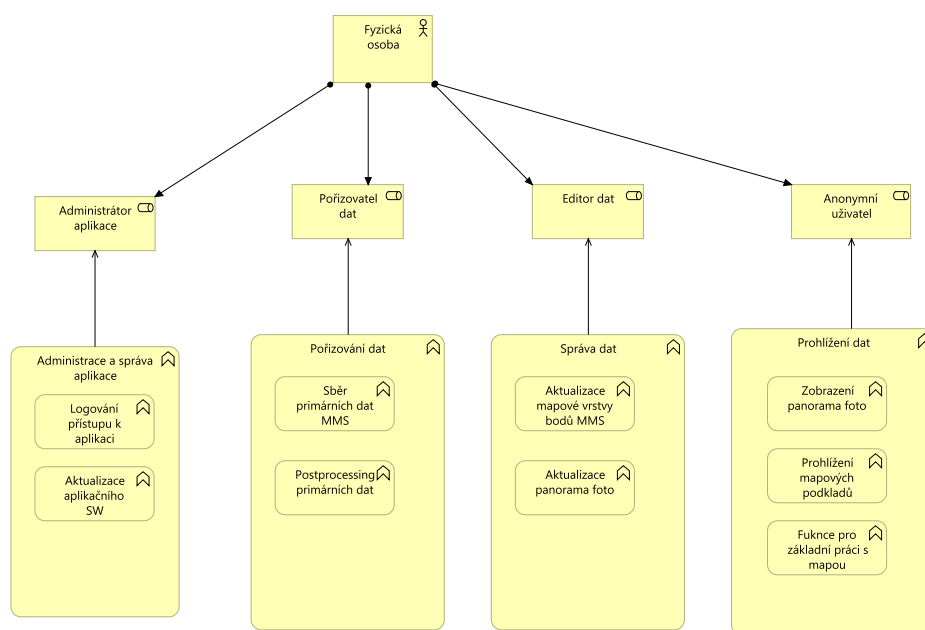 Fyzická
osoba
Administrátor
aplikace
Pořizovatel
dat
Editor dat
Anonymní
uživatel
Administrace a správa
aplikace
Logování
přístupu k
aplikaci
Aktualizace
aplikačního
SW
Pořizování dat
Sběr
primárních dat
MMS
Postprocessing
primárních dat
Správa dat
Aktualizace
mapové vrstvy
bodů MMS
Aktualizace
panorama foto
Prohlížení dat
Zobrazení
panorama foto
Prohlížení
mapových
podkladů
Fuknce pro
základní práci s
mapou